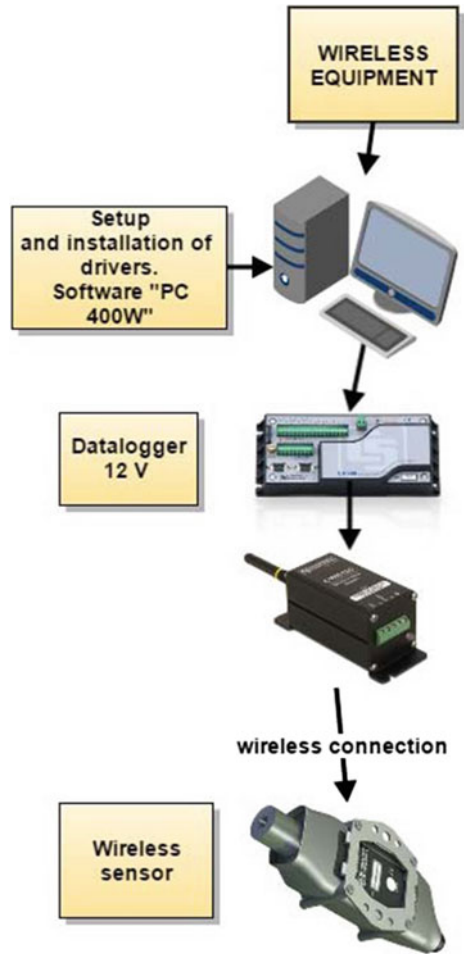 WIRELESS
EQUIPMENT
Setup
and installation of
drivers.
Software "PC
400W"
Datalogger
12 V
wireless connection
Wireless
sensor